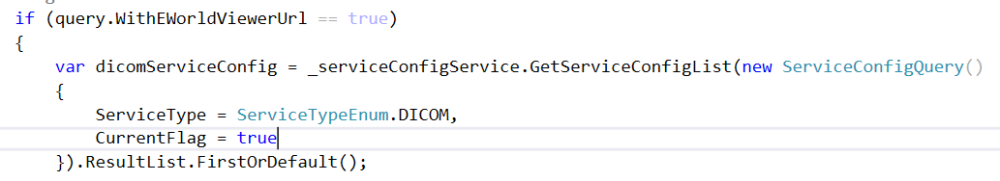 if (query.WithEWorldViewerUrl == true)
{
var dicomServiceConfig = _serviceConfigService.GetServiceConfigList(new ServiceConfigQuery()
{
ServiceType = ServiceTypeEnum.DICOM,
CurrentFlag = true
}).ResultList.FirstOrDefault();